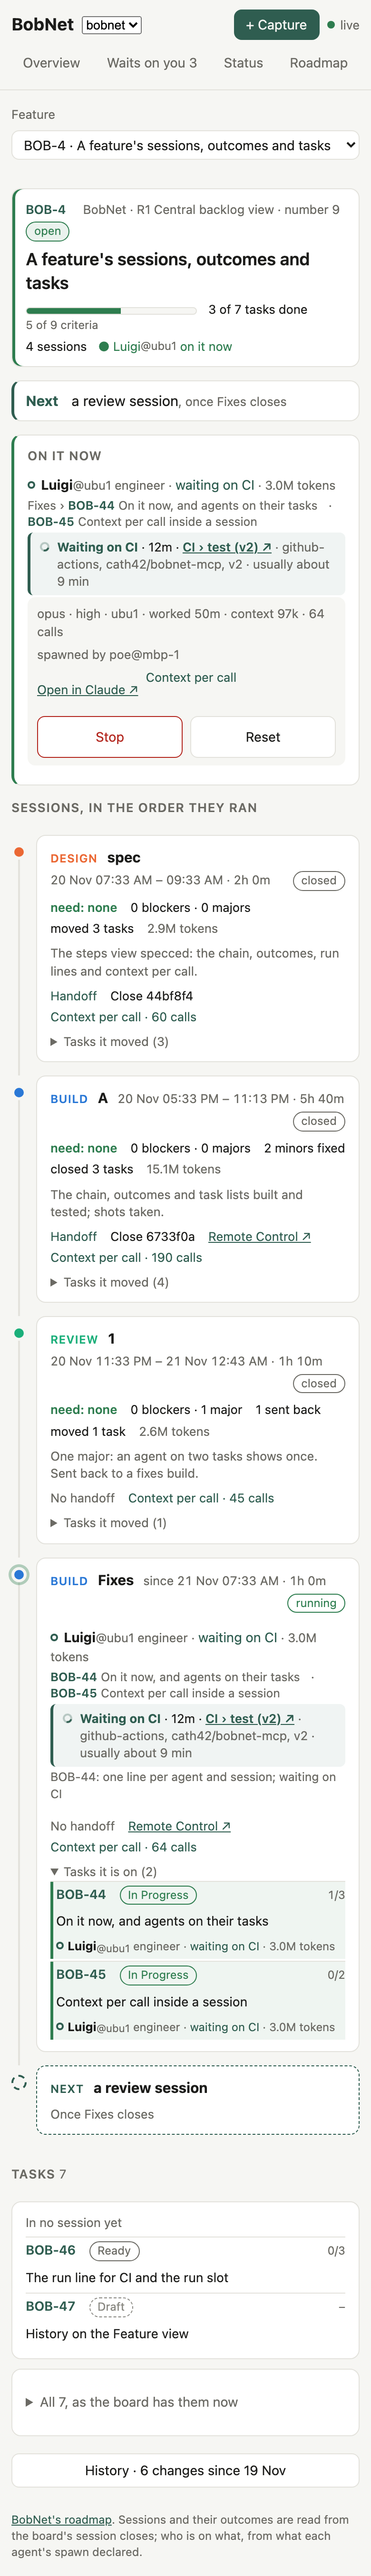 BobNet bobnet + Capture live
Overview Waits on you 3 Status Roadmap
Feature
BOB-4 · A feature's sessions, outcomes and tasks
BOB-4 BobNet · R1 Central backlog view · number 9
open
A feature's sessions, outcomes and
tasks
3 of 7 tasks done
5 of 9 criteria
4 sessions Luigi@ubu1 on it now
Next a review session, once Fixes closes
ON IT NOW
Luigi@ubu1 engineer · waiting on CI · 3.0M tokens
Fixes › BOB-44 On it now, and agents on their tasks ·
BOB-45 Context per call inside a session
Waiting on CI · 12m · CI › test (v2) ↗ · github-
actions, cath42/bobnet-mcp, v2 · usually about
9 min
opus · high · ubu1 · worked 50m · context 97k · 64
calls
spawned by poe@mbp-1
Open in Claude ↗ Context per call
Stop Reset
SESSIONS, IN THE ORDER THEY RAN
DESIGN spec
20 Nov 07:33 AM – 09:33 AM · 2h 0m closed
need: none 0 blockers · 0 majors
moved 3 tasks 2.9M tokens
The steps view specced: the chain, outcomes, run
lines and context per call.
Handoff Close 44bf8f4
Context per call · 60 calls
▶ Tasks it moved (3)
BUILD A 20 Nov 05:33 PM – 11:13 PM · 5h 40m
closed
need: none 0 blockers · 0 majors 2 minors fixed
closed 3 tasks 15.1M tokens
The chain, outcomes and task lists built and
tested; shots taken.
Handoff Close 6733f0a Remote Control ↗
Context per call · 190 calls
▶ Tasks it moved (4)
REVIEW 1
20 Nov 11:33 PM – 21 Nov 12:43 AM · 1h 10m
closed
need: none 0 blockers · 1 major 1 sent back
moved 1 task 2.6M tokens
One major: an agent on two tasks shows once.
Sent back to a fixes build.
No handoff Context per call · 45 calls
▶ Tasks it moved (1)
BUILD Fixes since 21 Nov 07:33 AM · 1h 0m
running
Luigi@ubu1 engineer · waiting on CI · 3.0M
tokens
BOB-44 On it now, and agents on their tasks ·
BOB-45 Context per call inside a session
Waiting on CI · 12m · CI › test (v2) ↗ ·
github-actions, cath42/bobnet-mcp, v2 ·
usually about 9 min
BOB-44: one line per agent and session; waiting on
CI
No handoff Remote Control ↗
Context per call · 64 calls
▼ Tasks it is on (2)
BOB-44 In Progress 1/3
On it now, and agents on their tasks
Luigi@ubu1 engineer · waiting on CI · 3.0M tokens
BOB-45 In Progress 0/2
Context per call inside a session
Luigi@ubu1 engineer · waiting on CI · 3.0M tokens
NEXT a review session
Once Fixes closes
TASKS 7
In no session yet
BOB-46 Ready 0/3
The run line for CI and the run slot
BOB-47 Draft –
History on the Feature view
▶ All 7, as the board has them now
History · 6 changes since 19 Nov
BobNet's roadmap. Sessions and their outcomes are read from
the board's session closes; who is on what, from what each
agent's spawn declared.